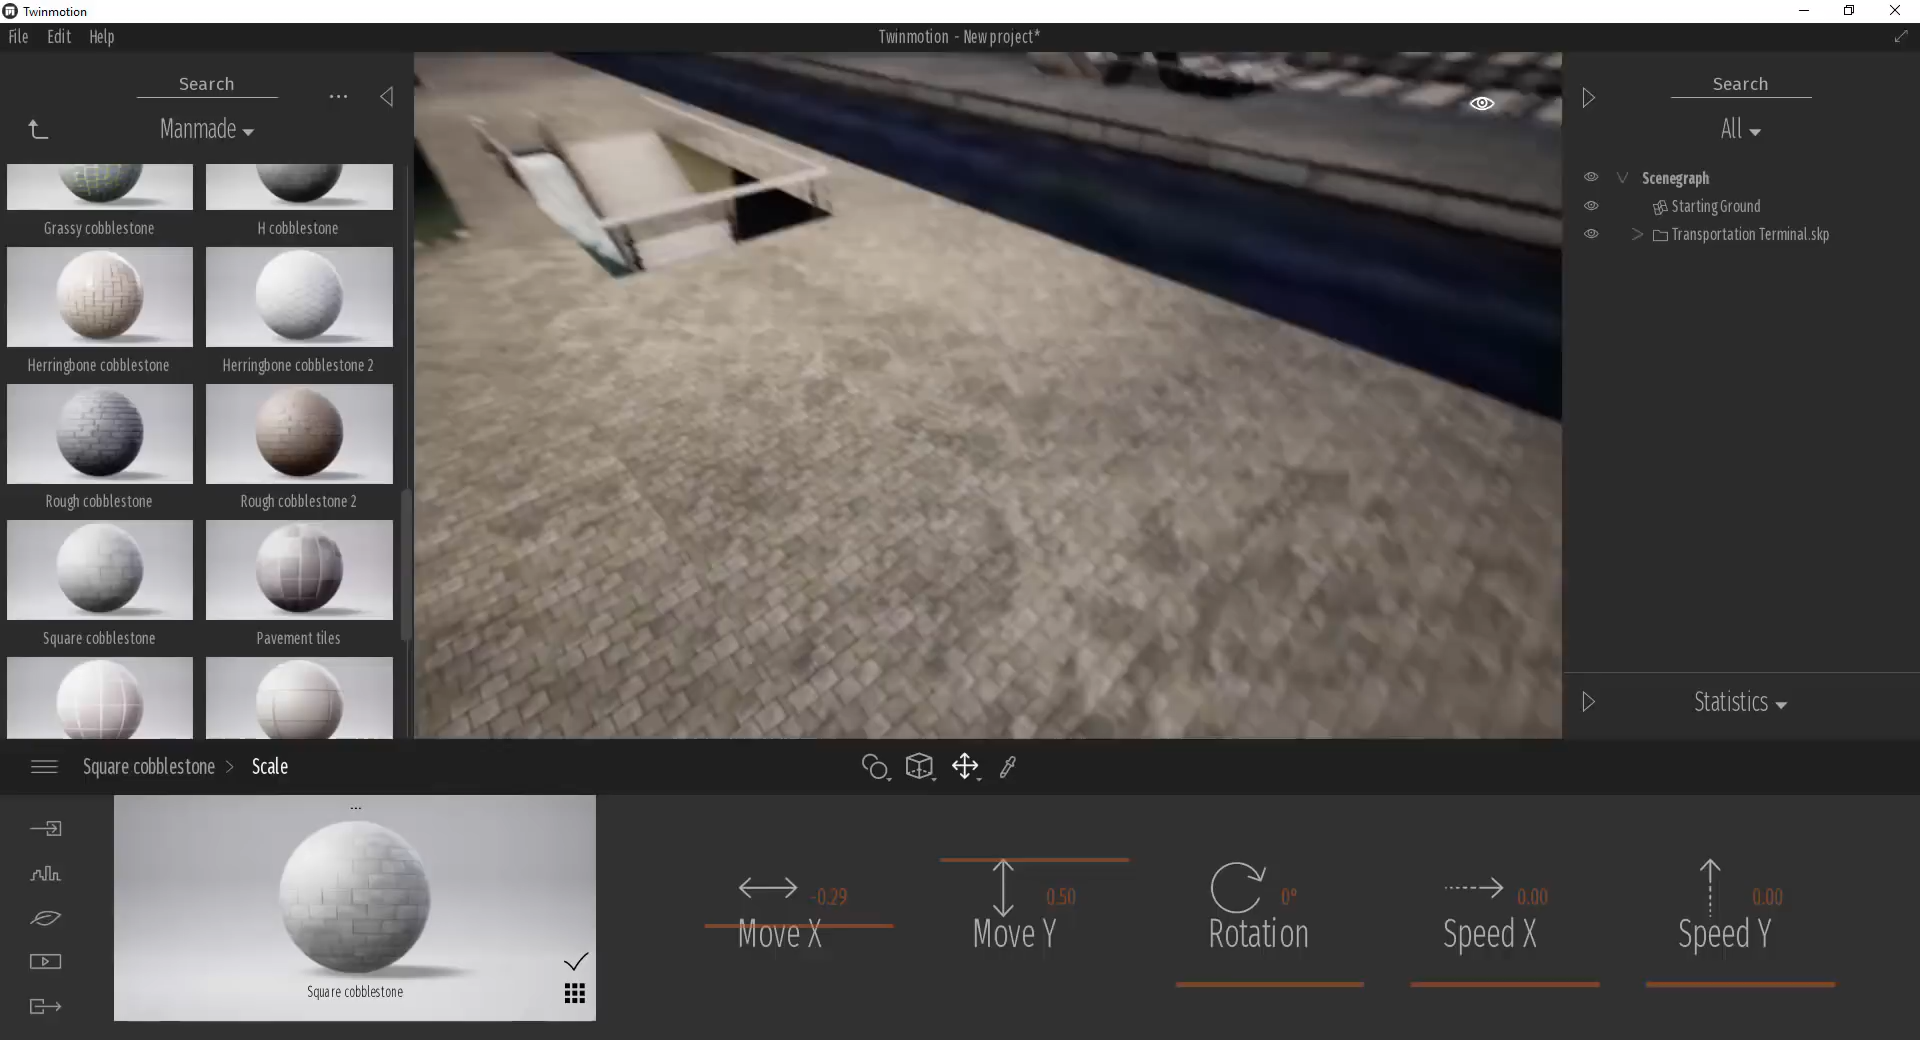 Twinmotion
File Edit Help
Twinmotion - New project*
Search
...
Manmade
Grassy cobblestone
H cobblestone
Herringbone cobblestone
Herringbone cobblestone 2
Rough cobblestone
Rough cobblestone 2
Square cobblestone
Pavement tiles
Search
All
Scenegraph
Starting Ground
Transportation Terminal.skp
Statistics
Square cobblestone > Scale
...
Square cobblestone
-0.29
Move X
0.50
Move Y
0°
Rotation
0.00
Speed X
0.00
Speed Y